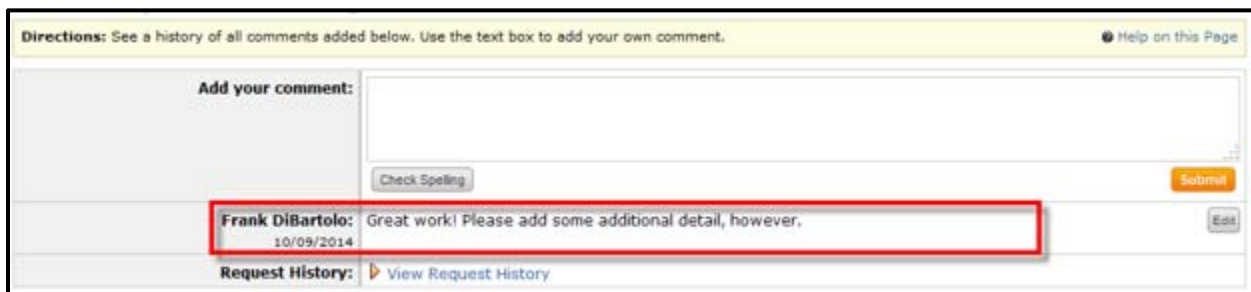 Directions: See a history of all comments added below. Use the text box to add your own comment.
Help on this Page
Add your comment:
Check Spelling
Submit
Frank DiBartolo: Great work! Please add some additional detail, however.
Edit
10/09/2014
Request History: View Request History